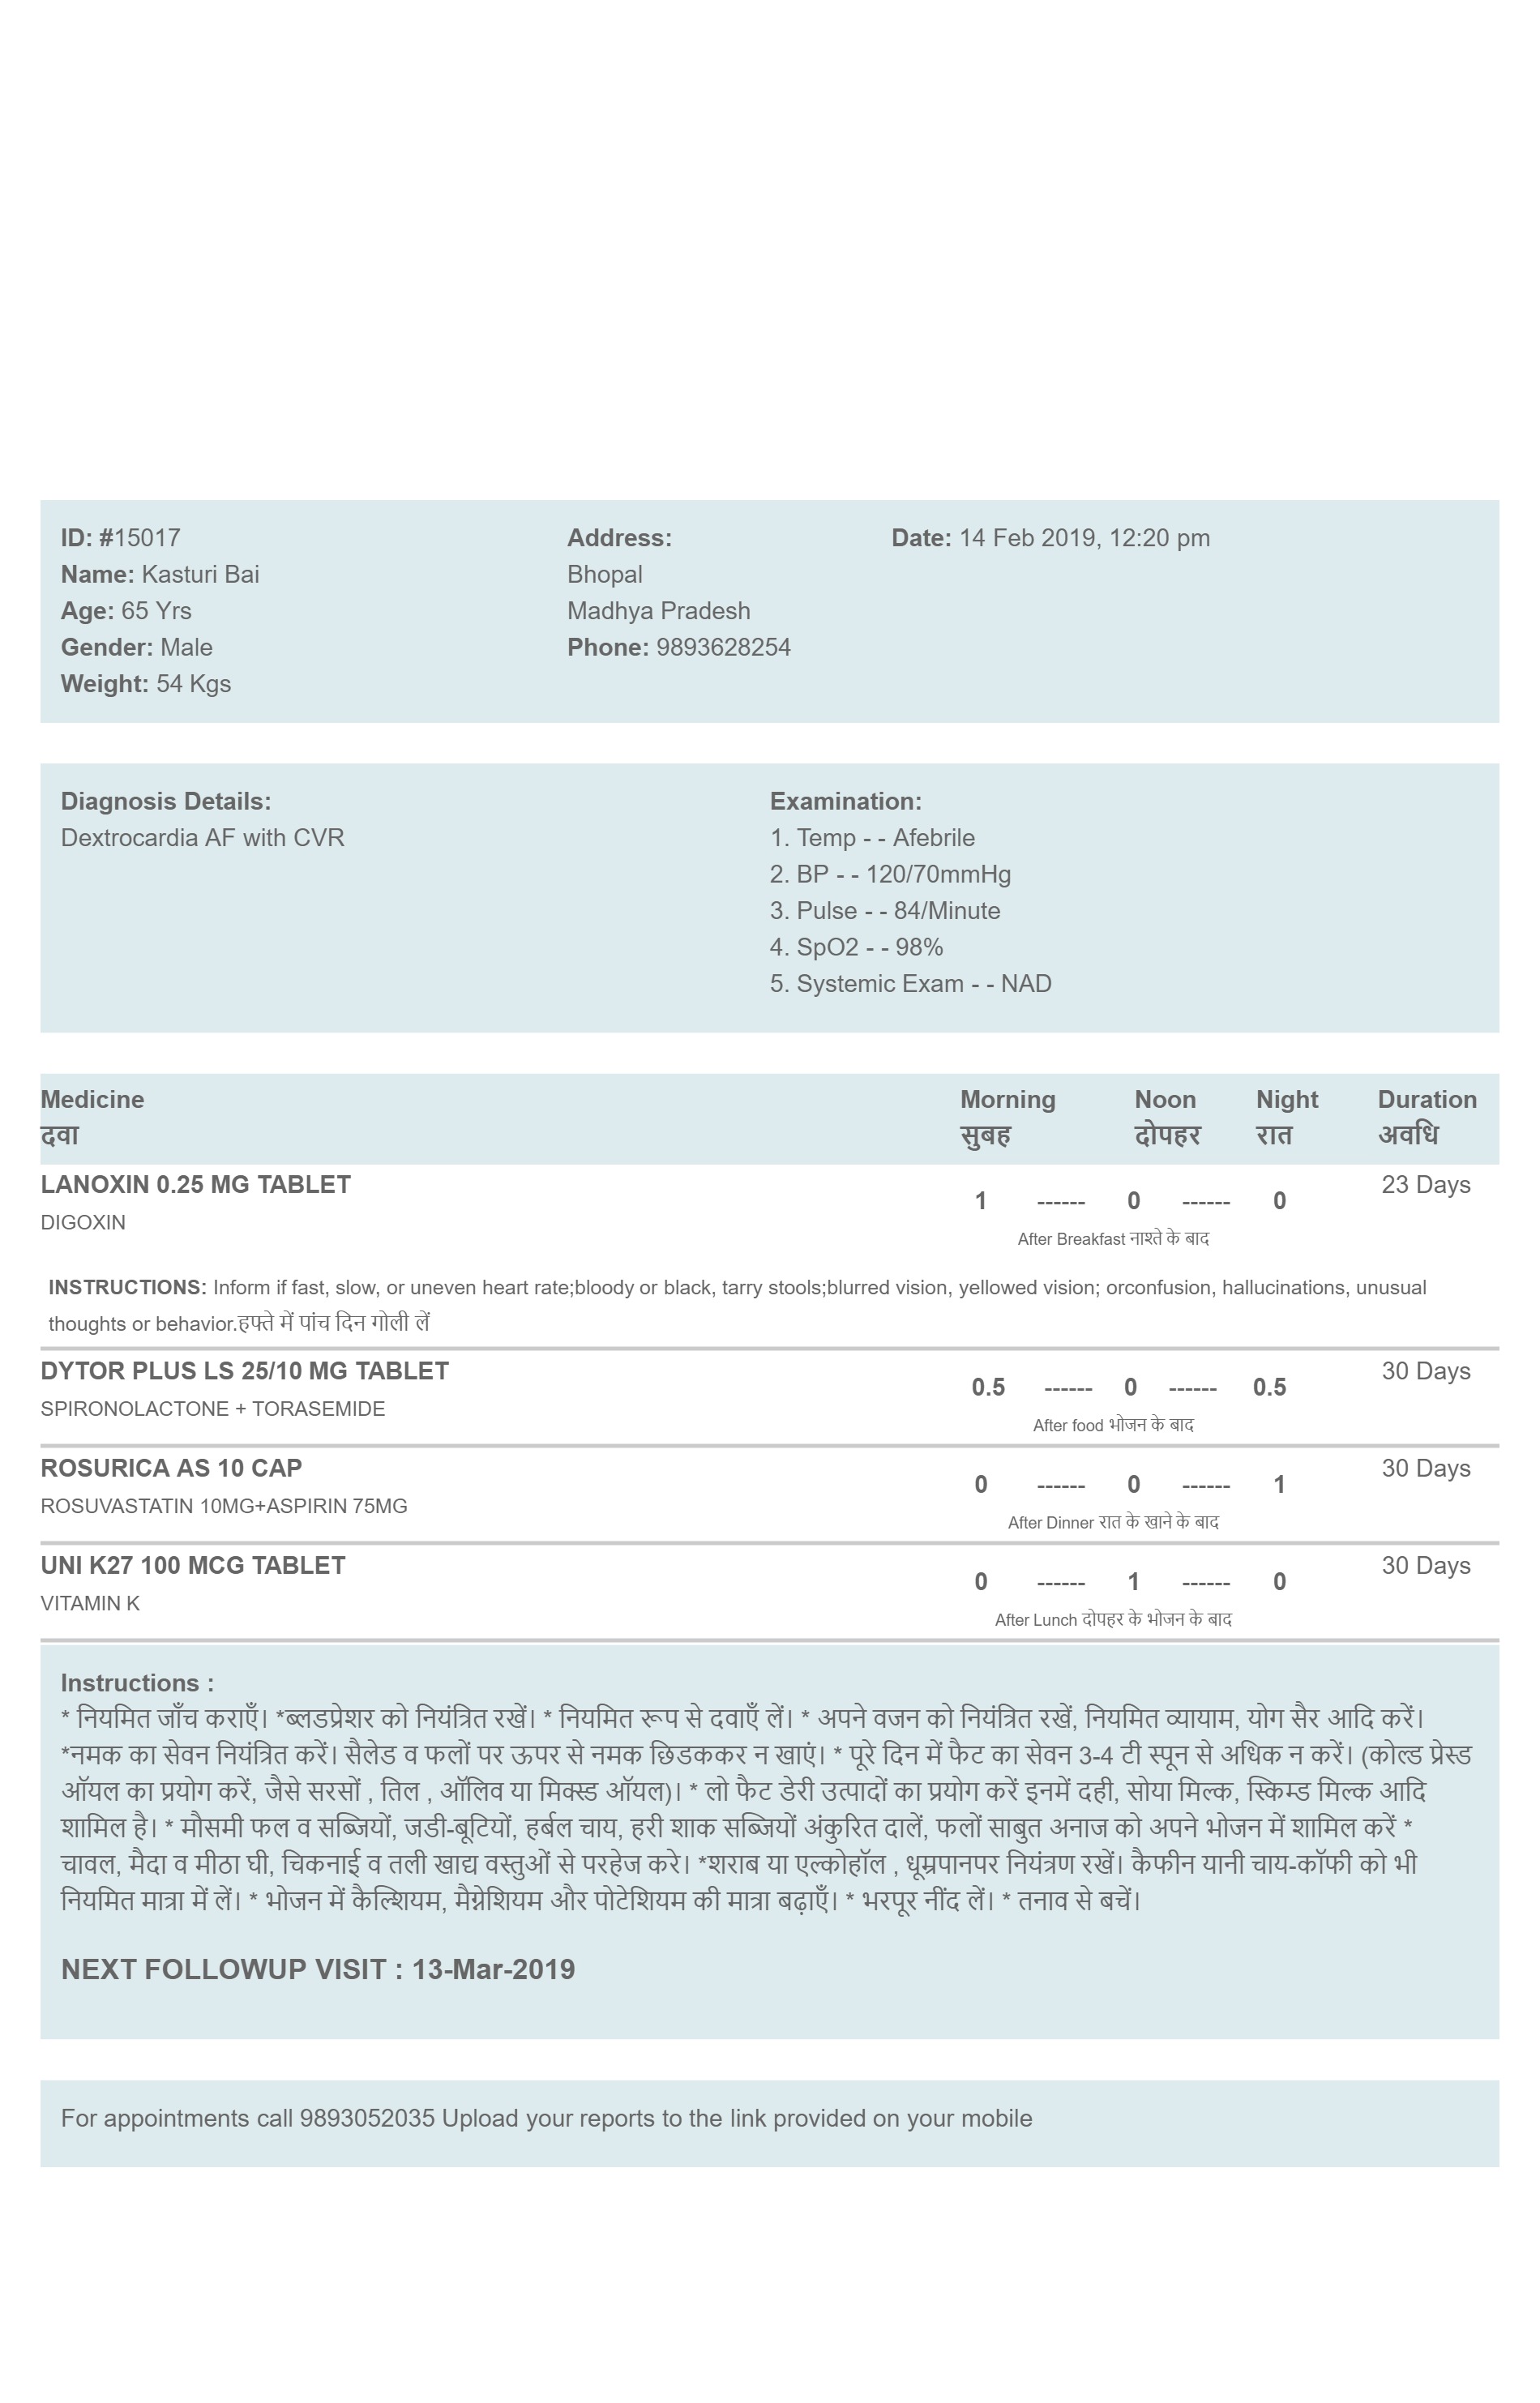 ID: #15017
Name: Kasturi Bai
Age: 65 Yrs
Gender: Male
Weight: 54 Kgs
Address:
Bhopal
Madhya Pradesh
Phone: 9893628254
Date: 14 Feb 2019, 12:20 pm
Diagnosis Details:
Dextrocardia AF with CVR
Examination:
1. Temp - - Afebrile
2. BP - - 120/70mmHg
3. Pulse - - 84/Minute
4. SpO2 - - 98%
5. Systemic Exam - - NAD
Medicine Morning Noon Night Duration
दवा सुबह दोपहर रात अवधि
LANOXIN 0.25 MG TABLET 1 ------ 0 ------ 0 23 Days
DIGOXIN After Breakfast नाश्ते के बाद
INSTRUCTIONS: Inform if fast, slow, or uneven heart rate;bloody or black, tarry stools;blurred vision, yellowed vision; orconfusion, hallucinations, unusual
thoughts or behavior.हफ्ते में पांच दिन गोली लें
DYTOR PLUS LS 25/10 MG TABLET 0.5 ------ 0 ------ 0.5 30 Days
SPIRONOLACTONE + TORASEMIDE After food भोजन के बाद
ROSURICA AS 10 CAP 0 ------ 0 ------ 1 30 Days
ROSUVASTATIN 10MG+ASPIRIN 75MG After Dinner रात के खाने के बाद
UNI K27 100 MCG TABLET 0 ------ 1 ------ 0 30 Days
VITAMIN K After Lunch दोपहर के भोजन के बाद
Instructions :
* नियमित जाँच कराएँ। *ब्लडप्रेशर को नियंत्रित रखें। * नियमित रूप से दवाएँ लें। * अपने वजन को नियंत्रित रखें, नियमित व्यायाम, योग सैर आदि करें।
*नमक का सेवन नियंत्रित करें। सैलेड व फलों पर ऊपर से नमक छिडककर न खाएं। * पूरे दिन में फैट का सेवन 3-4 टी स्पून से अधिक न करें। (कोल्ड प्रेस्ड
ऑयल का प्रयोग करें, जैसे सरसों , तिल , ऑलिव या मिक्स्ड ऑयल)। * लो फैट डेरी उत्पादों का प्रयोग करें इनमें दही, सोया मिल्क, स्किम्ड मिल्क आदि
शामिल है। * मौसमी फल व सब्जियों, जडी-बूटियों, हर्बल चाय, हरी शाक सब्जियों अंकुरित दालें, फलों साबुत अनाज को अपने भोजन में शामिल करें *
चावल, मैदा व मीठा घी, चिकनाई व तली खाद्य वस्तुओं से परहेज करे। *शराब या एल्कोहॉल , धूम्रपानपर नियंत्रण रखें। कैफीन यानी चाय-कॉफी को भी
नियमित मात्रा में लें। * भोजन में कैल्शियम, मैग्नेशियम और पोटेशियम की मात्रा बढ़ाएँ। * भरपूर नींद लें। * तनाव से बचें।
NEXT FOLLOWUP VISIT : 13-Mar-2019
For appointments call 9893052035 Upload your reports to the link provided on your mobile